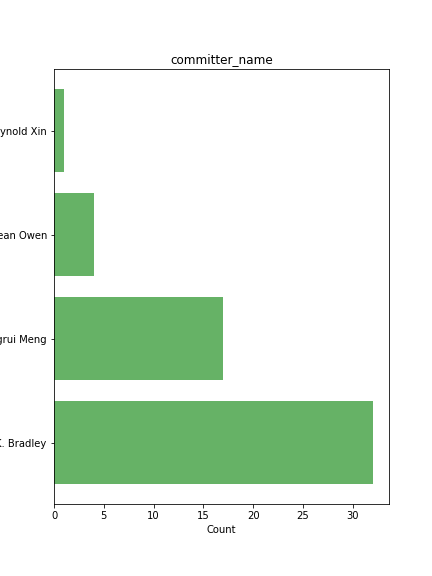 committer_name
ynold Xin
ean Owen
grui Meng
K. Bradley
0 5 10 15 20 25 30
Count